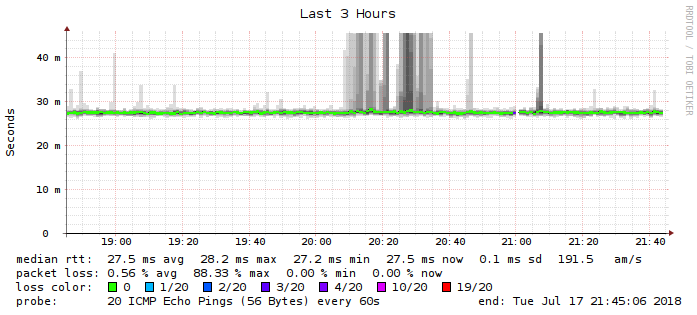 Last 3 Hours
RRDTOOL / TOBI OETIKER
Seconds
40 m
30 m
20 m
10 m
0
19:00 19:20 19:40 20:00 20:20 20:40 21:00 21:20 21:40
median rtt: 27.5 ms avg 28.2 ms max 27.2 ms min 27.5 ms now 0.1 ms sd 191.5 am/s
packet loss: 0.56 % avg 88.33 % max 0.00 % min 0.00 % now
loss color: 0 1/20 2/20 3/20 4/20 10/20 19/20
probe: 20 ICMP Echo Pings (56 Bytes) every 60s end: Tue Jul 17 21:45:06 2018